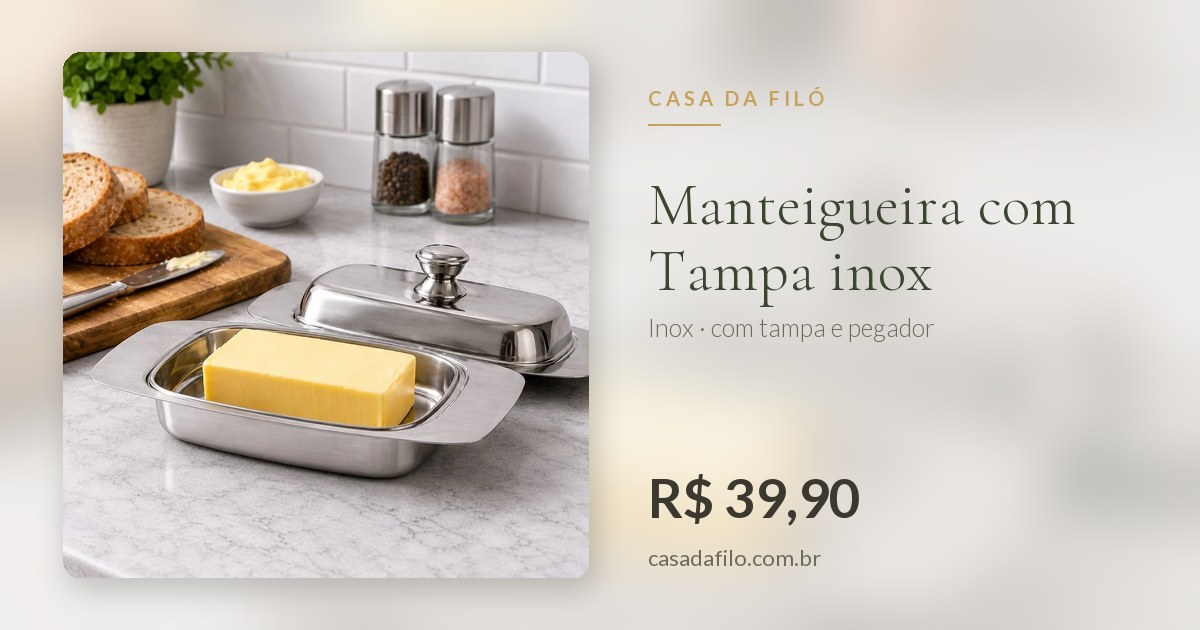 CASA DA FILÓ
Manteigueira com
Tampa inox
Inox · com tampa e pegador
R$ 39,90
casadafilo.com.br